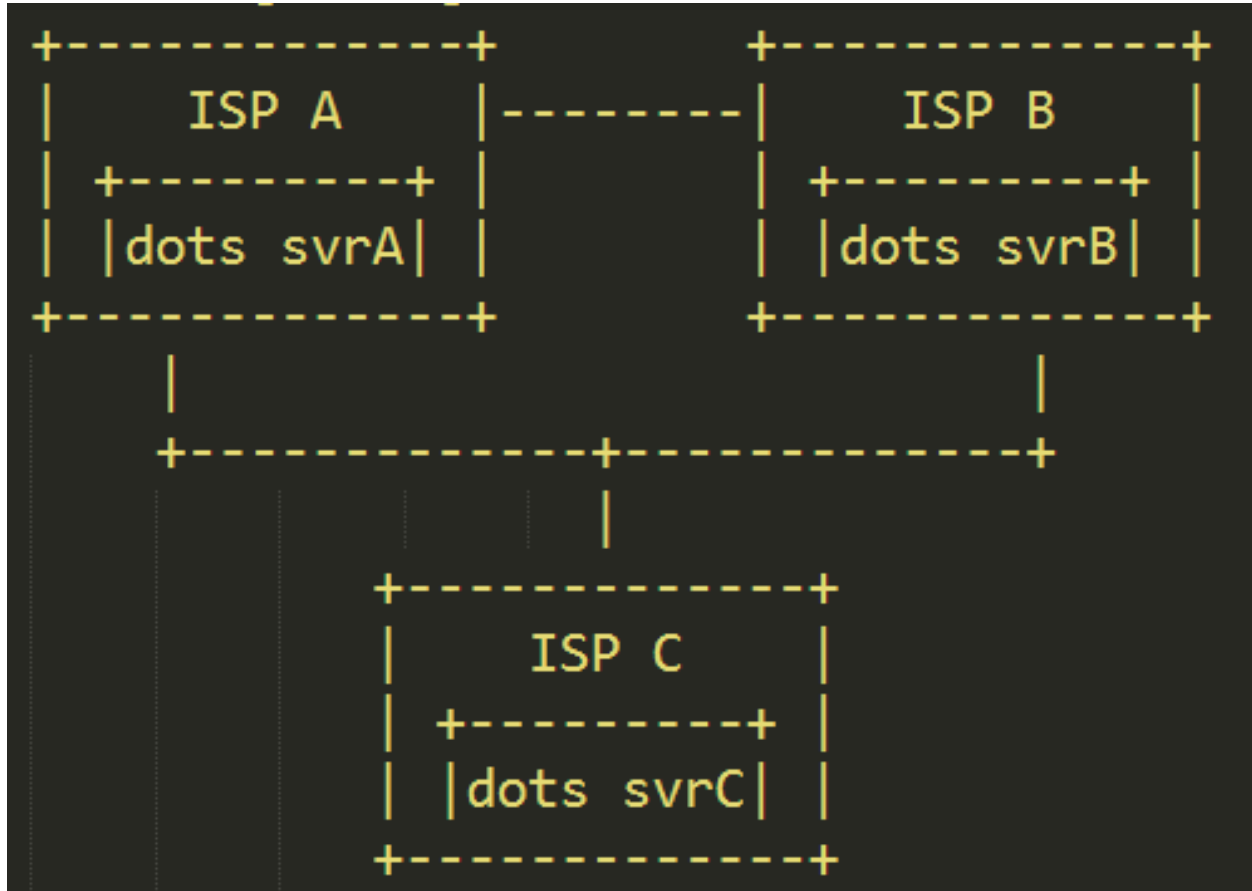 +--------------+        +--------------+
|    ISP A     |--------|    ISP B     |
| +---------+  |        | +---------+  |
| |dots svrA|  |        | |dots svrB|  |
+--------------+        +--------------+
    |                            |
    +--------------+--------------+
                   |
           +--------------+
           |    ISP C     |
           | +---------+  |
           | |dots svrC|  |
           +--------------+